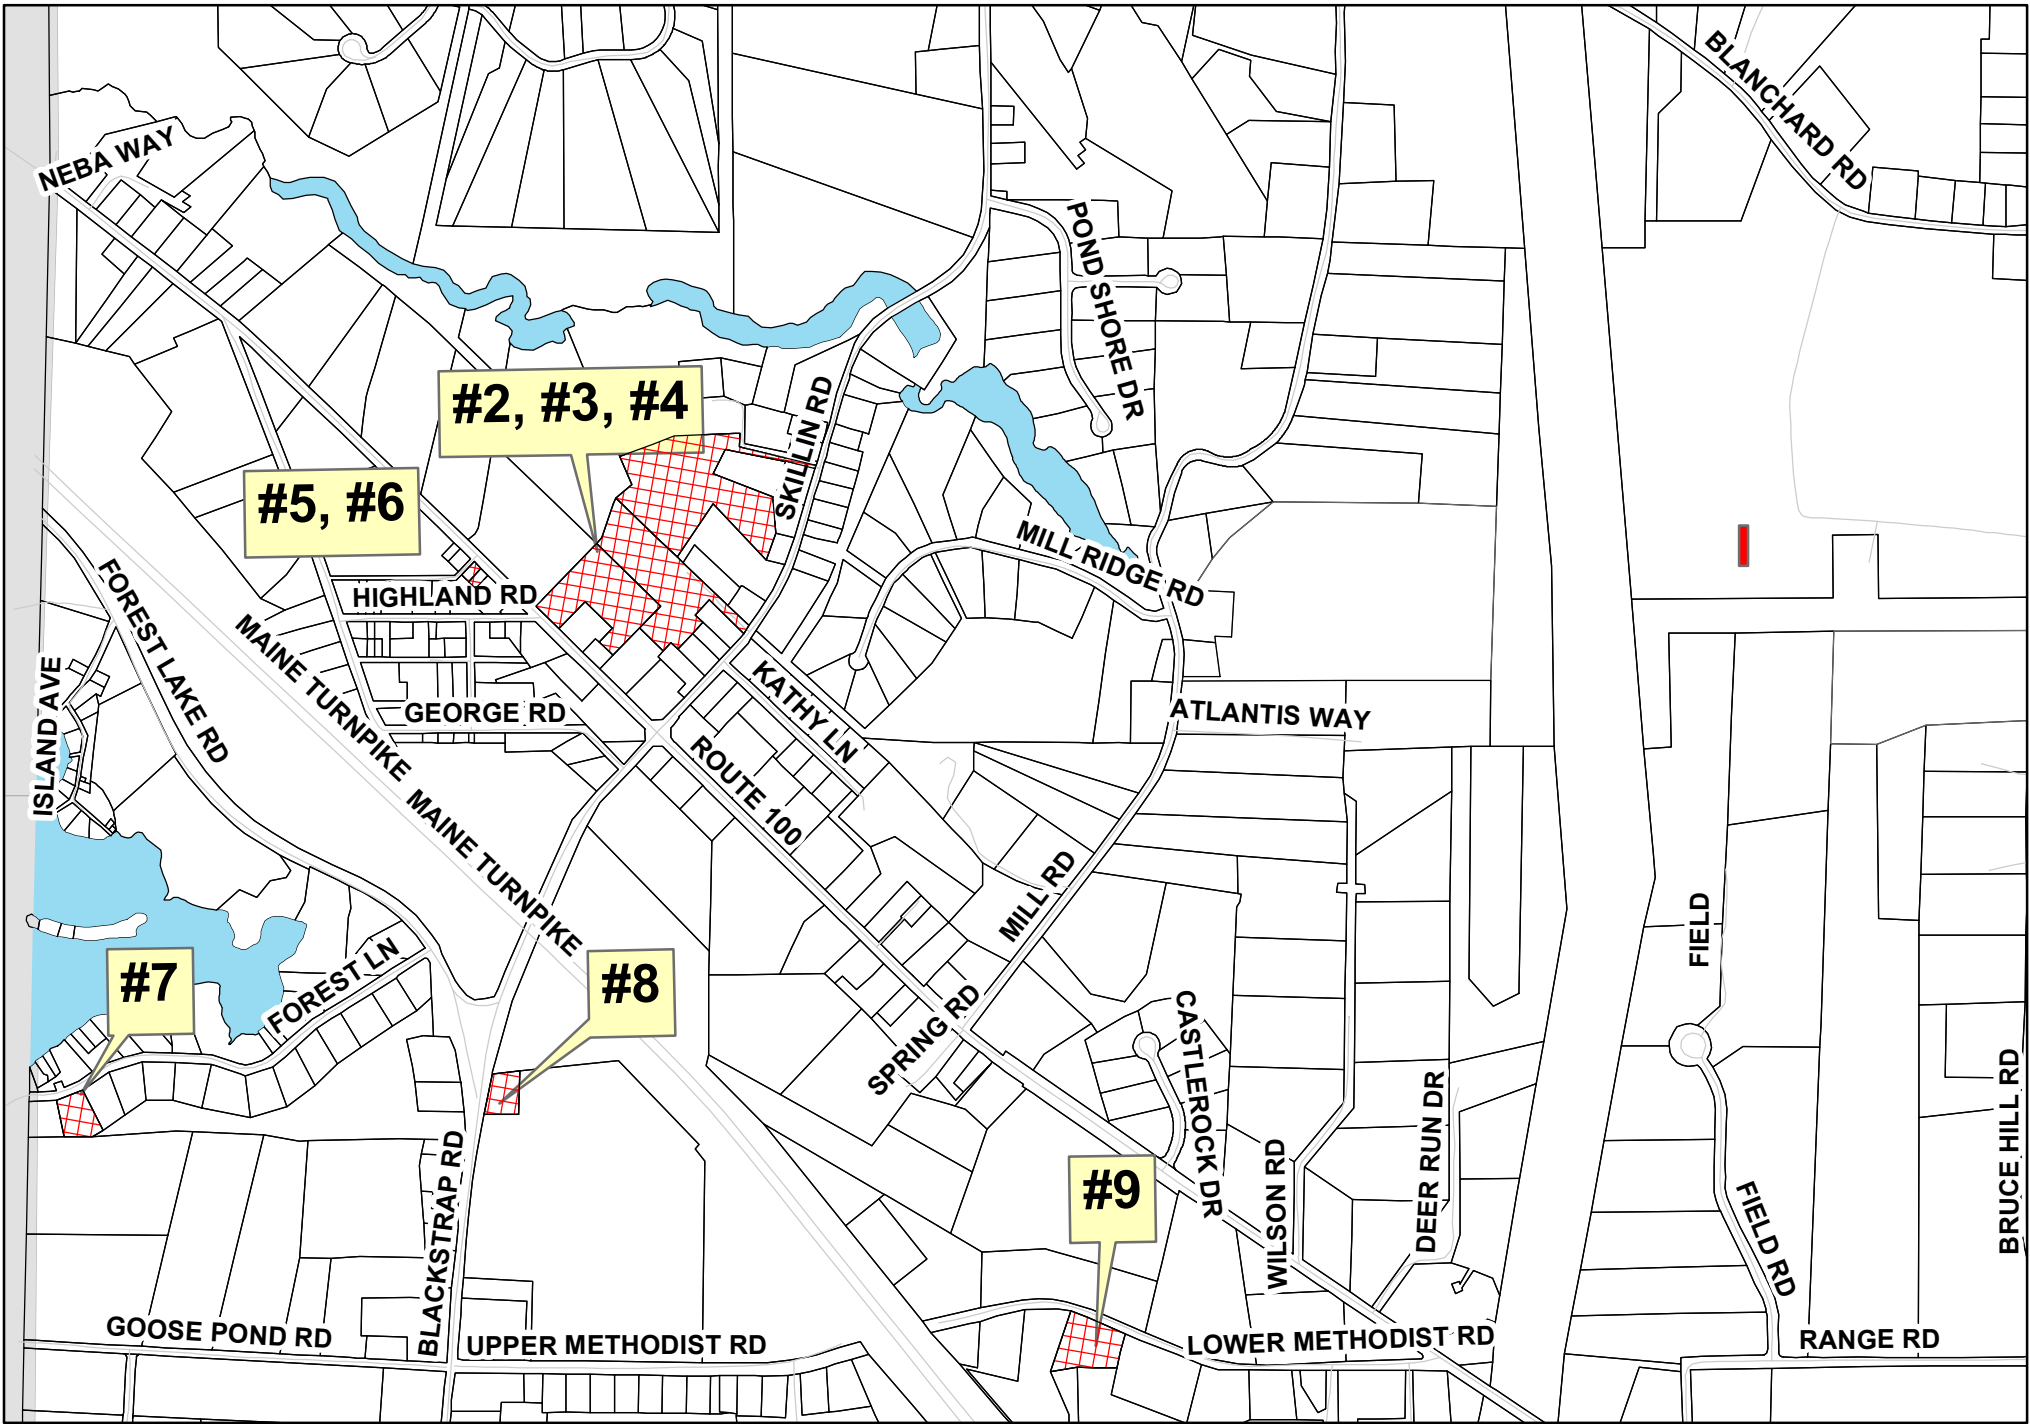 BLANCHARD RD
NEBA WAY
POND SHORE DR
#2, #3, #4
SKILLIN RD
#5, #6
MILL RIDGE RD
HIGHLAND RD
FOREST LAKE RD
MAINE TURNPIKE
ISLAND AVE
KATHY LN
GEORGE RD
ATLANTIS WAY
ROUTE 100
MAINE TURNPIKE
MILL RD
FIELD
FOREST LN
#7
#8
SPRING RD
CASTLEROCK DR
BRUCE HILL RD
DEER RUN DR
WILSON RD
BLACKSTRAP RD
#9
FIELD RD
GOOSE POND RD
UPPER METHODIST RD
LOWER METHODIST RD
RANGE RD